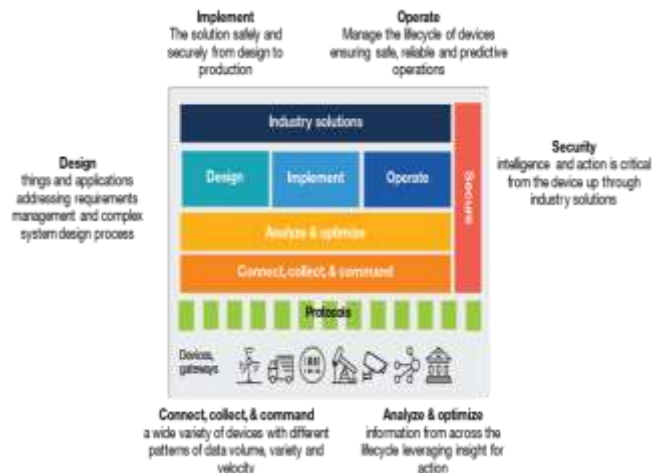 Implement
The solution safely and
securely from design to
production
Operate
Manage the lifecycle of devices
ensuring safe, reliable and predictive
operations
Industry solutions
Design
Implement
Operate
Secure
Analyze & optimize
Connect, collect, & command
Protocols
Devices,
gateways
Design
things and applications
addressing requirements
management and complex
system design process
Security
intelligence and action is critical
from the device up through
industry solutions
Connect, collect, & command
a wide variety of devices with different
patterns of data volume, variety and
velocity
Analyze & optimize
information from across the
lifecycle leveraging insight for
action